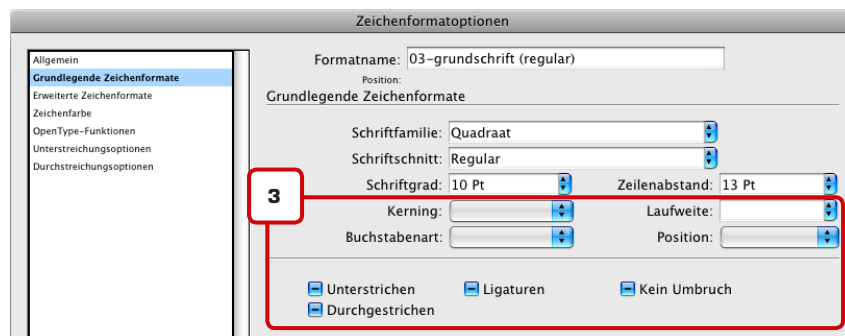 Zeichenformatoptionen
Allgemein
Grundlegende Zeichenformate
Erweiterte Zeichenformate
Zeichenfarbe
OpenType-Funktionen
Unterstreichungsoptionen
Durchstreichungsoptionen
Formatname: 03-grundschrift (regular)
Position:
Grundlegende Zeichenformate
Schriftfamilie: Quadraat
Schriftschnitt: Regular
Schriftgrad: 10 Pt Zeilenabstand: 13 Pt
3
Kerning: Laufweite:
Buchstabenart: Position:
Unterstrichen Ligaturen Kein Umbruch
Durchgestrichen